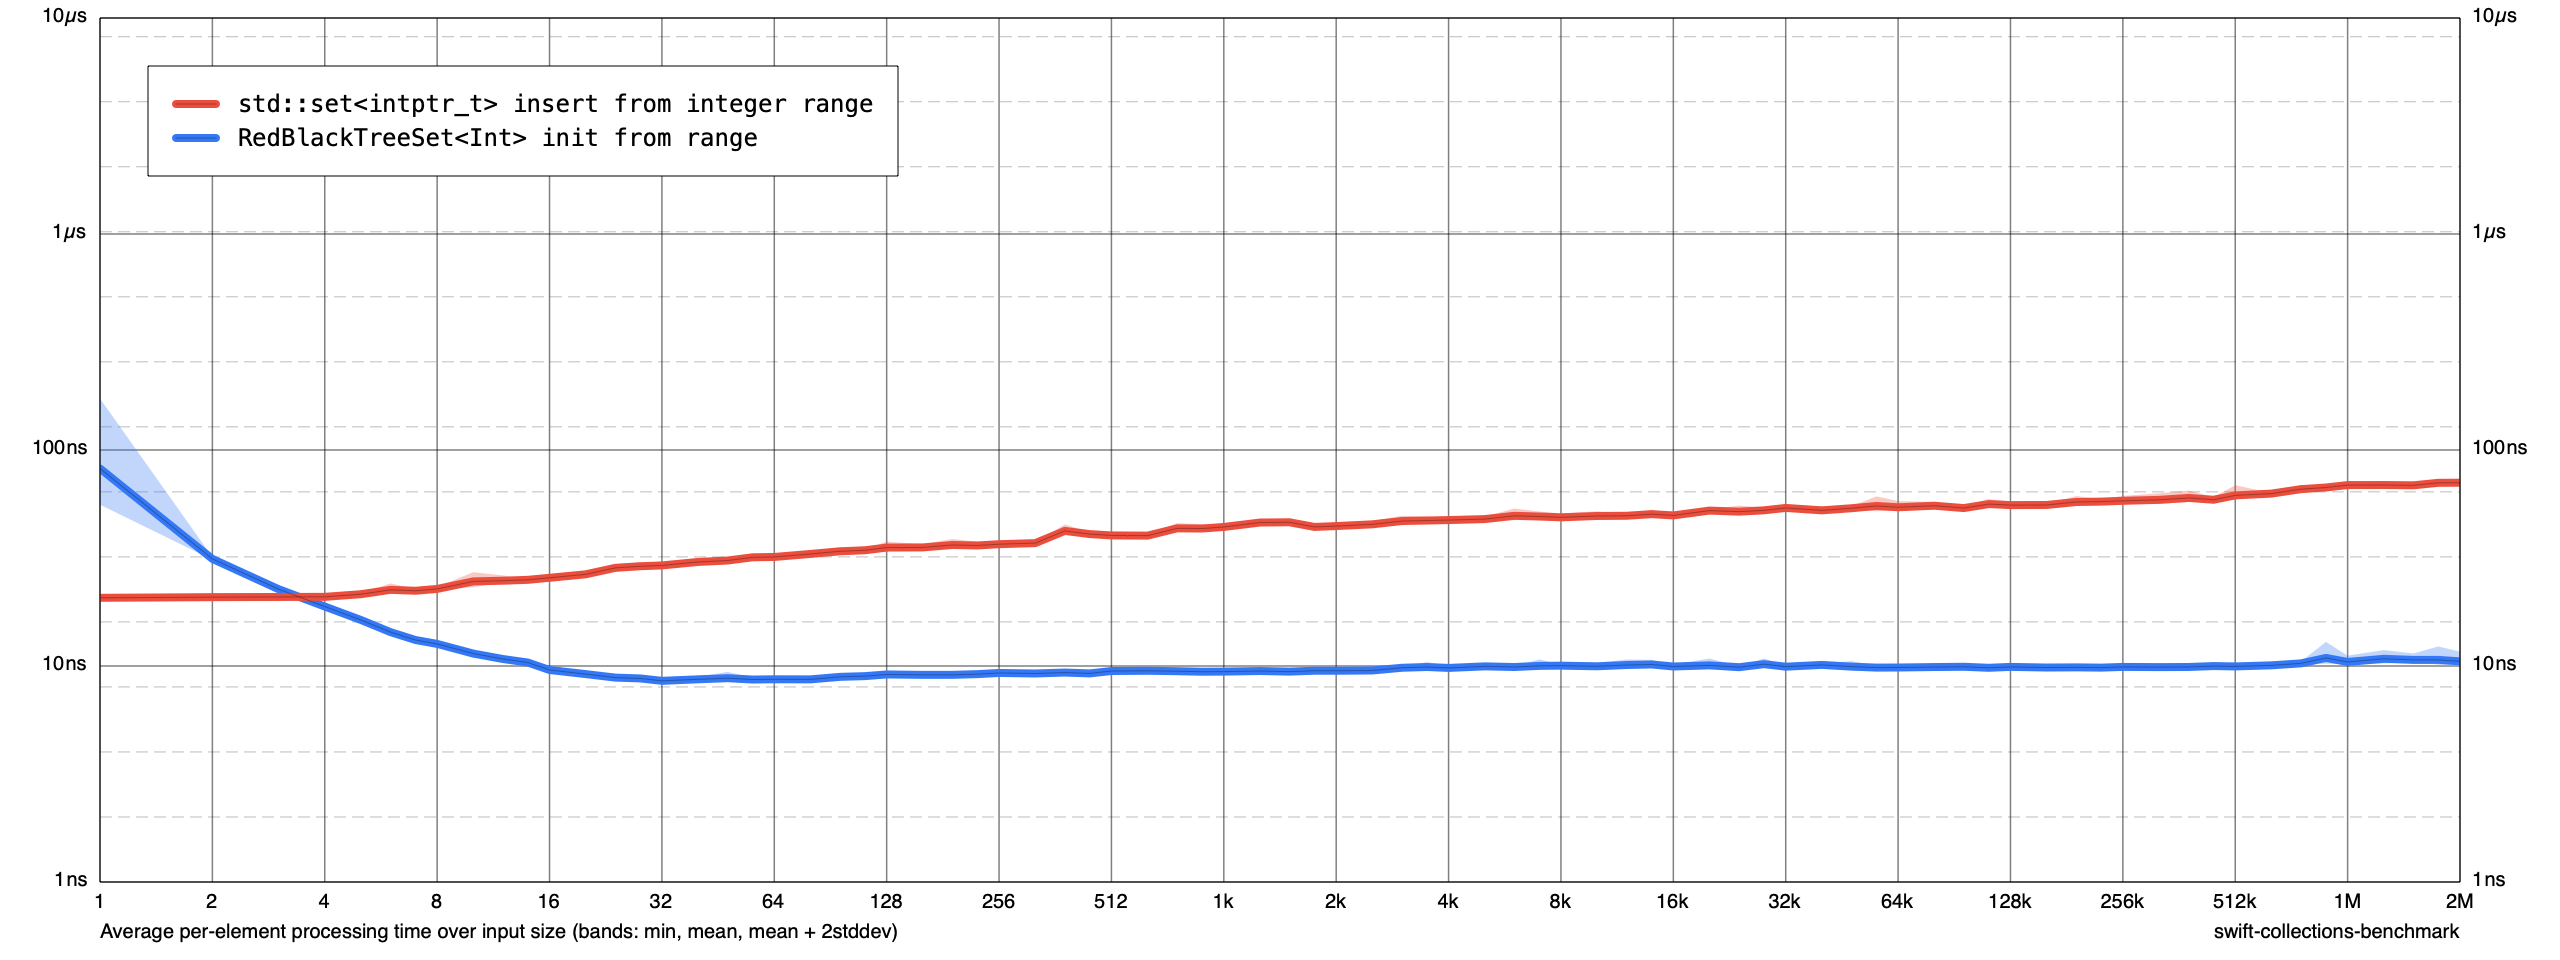 10µs
10µs
std::set<intptr_t> insert from integer range
RedBlackTreeSet<Int> init from range
1µs
1µs
100ns
100ns
10ns
10ns
1ns
1ns
1 2 4 8 16 32 64 128 256 512 1k 2k 4k 8k 16k 32k 64k 128k 256k 512k 1M 2M
Average per-element processing time over input size (bands: min, mean, mean + 2stddev)
swift-collections-benchmark